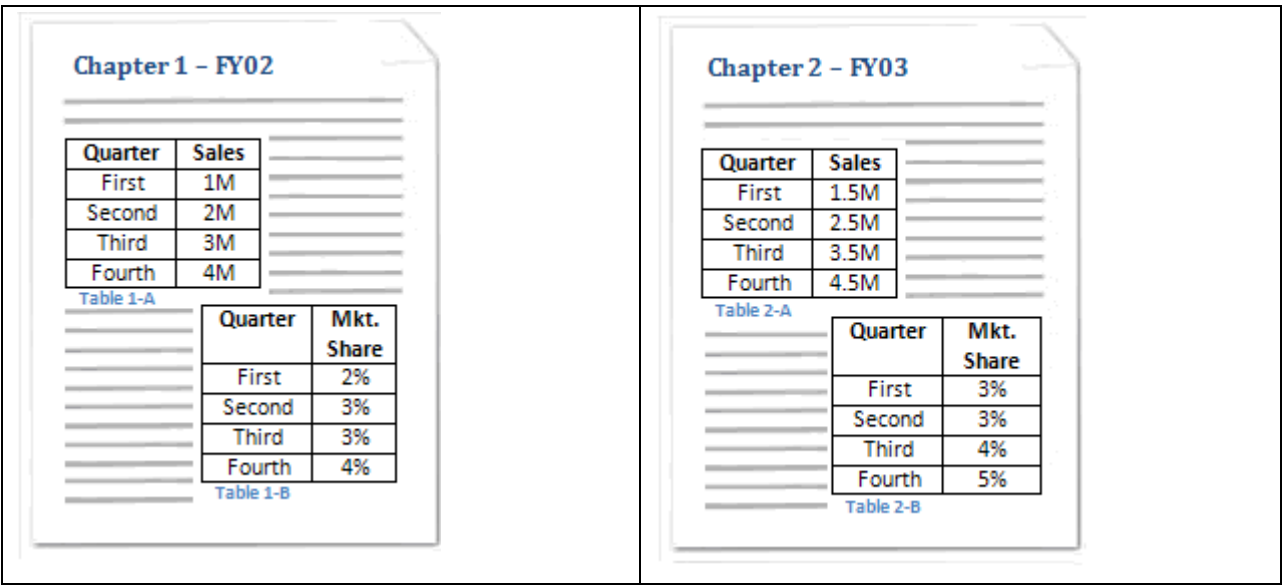 Chapter 1 – FY02
Quarter Sales
First 1M
Second 2M
Third 3M
Fourth 4M
Table 1-A
Quarter Mkt.
Share
First 2%
Second 3%
Third 3%
Fourth 4%
Table 1-B
Chapter 2 – FY03
Quarter Sales
First 1.5M
Second 2.5M
Third 3.5M
Fourth 4.5M
Table 2-A
Quarter Mkt.
Share
First 3%
Second 3%
Third 4%
Fourth 5%
Table 2-B